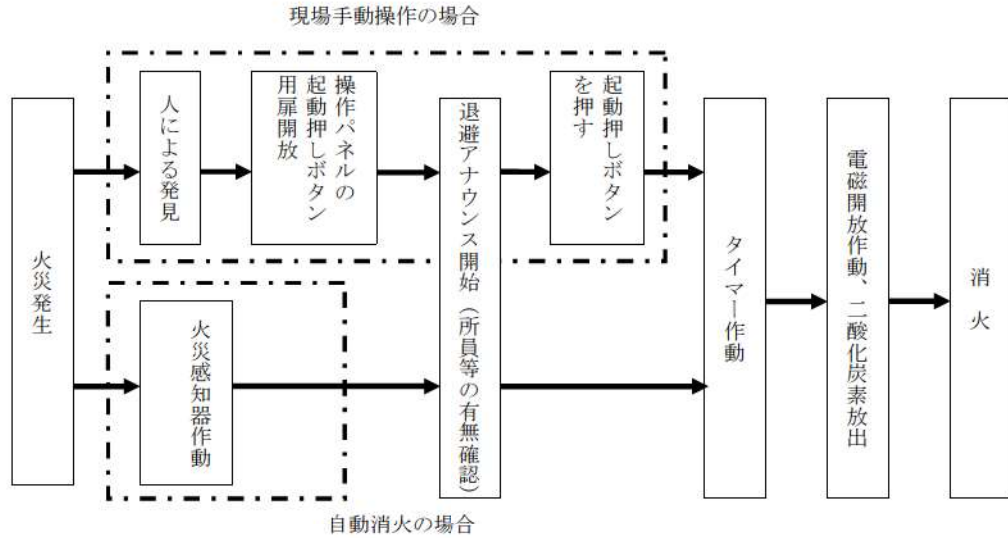 現場手動操作の場合
火災発生
人による発見
操作パネルの
起動押しボタン
用扉開放
退避アナウンス開始（所員等の有無確認）
起動押しボタン
を押す
タイマー作動
電磁開放作動、二酸化炭素放出
消火
火災感知器作動
自動消火の場合